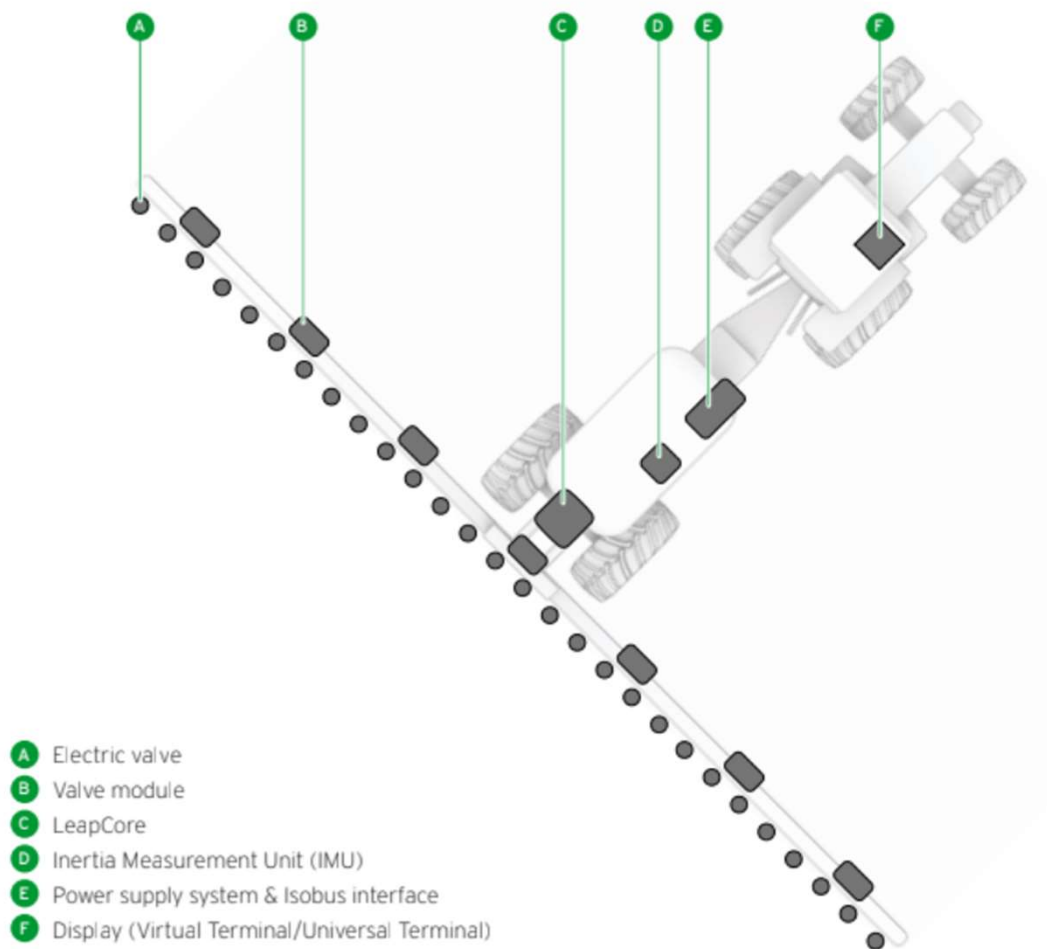 A B C D E F
A Electric valve
B Valve module
C LeapCore
D Inertia Measurement Unit (IMU)
E Power supply system & Isobus interface
F Display (Virtual Terminal/Universal Terminal)